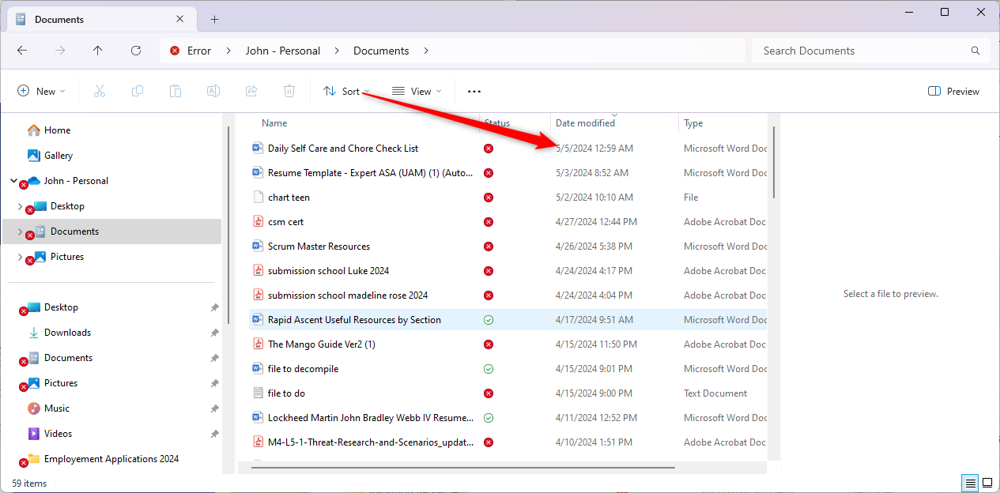 Documents
Error > John - Personal > Documents >
Search Documents
New
Sort
View
Preview
Home
Gallery
John - Personal
Desktop
Documents
Pictures
Desktop
Downloads
Documents
Pictures
Music
Videos
Employement Applications 2024
Name Status Date modified Type
Daily Self Care and Chore Check List 5/5/2024 12:59 AM Microsoft Word Doc
Resume Template - Expert ASA (UAM) (1) (Auto... 5/3/2024 8:52 AM Microsoft Word Doc
chart teen 5/2/2024 10:10 AM File
csm cert 4/27/2024 12:44 PM Adobe Acrobat Doc
Scrum Master Resources 4/26/2024 5:38 PM Microsoft Word Doc
submission school Luke 2024 4/24/2024 4:17 PM Adobe Acrobat Doc
submission school madeline rose 2024 4/24/2024 4:04 PM Adobe Acrobat Doc
Rapid Ascent Useful Resources by Section 4/17/2024 9:51 AM Microsoft Word Doc
The Mango Guide Ver2 (1) 4/15/2024 11:50 PM Adobe Acrobat Doc
file to decompile 4/15/2024 9:01 PM Microsoft Word Doc
file to do 4/15/2024 9:00 PM Text Document
Lockheed Martin John Bradley Webb IV Resume... 4/11/2024 12:52 PM Microsoft Word Doc
M4-L5-1-Threat-Research-and-Scenarios_updat... 4/10/2024 1:51 PM Adobe Acrobat Doc
Select a file to preview.
59 items